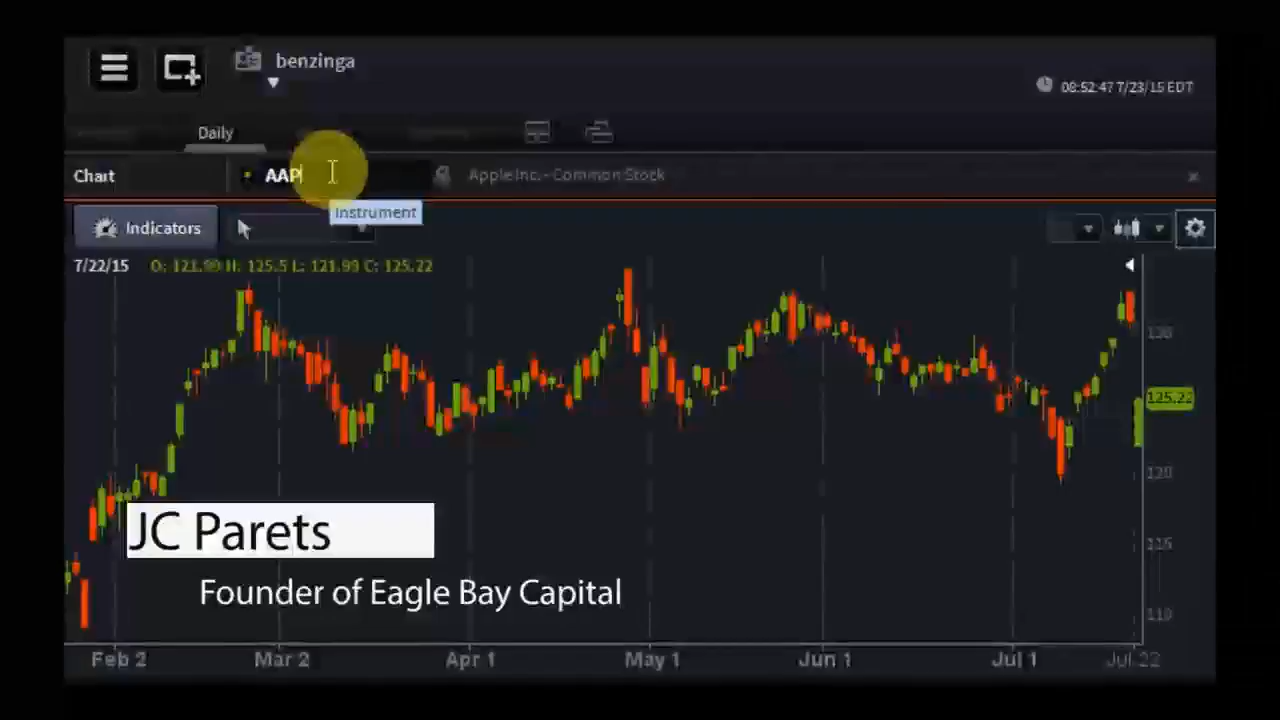 benzinga
08:52:47 7/23/15 EDT
Daily
Chart
AAP
Apple Inc. - Common Stock
×
Instrument
Indicators
7/22/15 O: 121.99 H: 125.5 L: 121.99 C: 125.22
130
125.22
120
115
110
JC Parets
Founder of Eagle Bay Capital
Feb 2 Mar 2 Apr 1 May 1 Jun 1 Jul 1 Jul 22